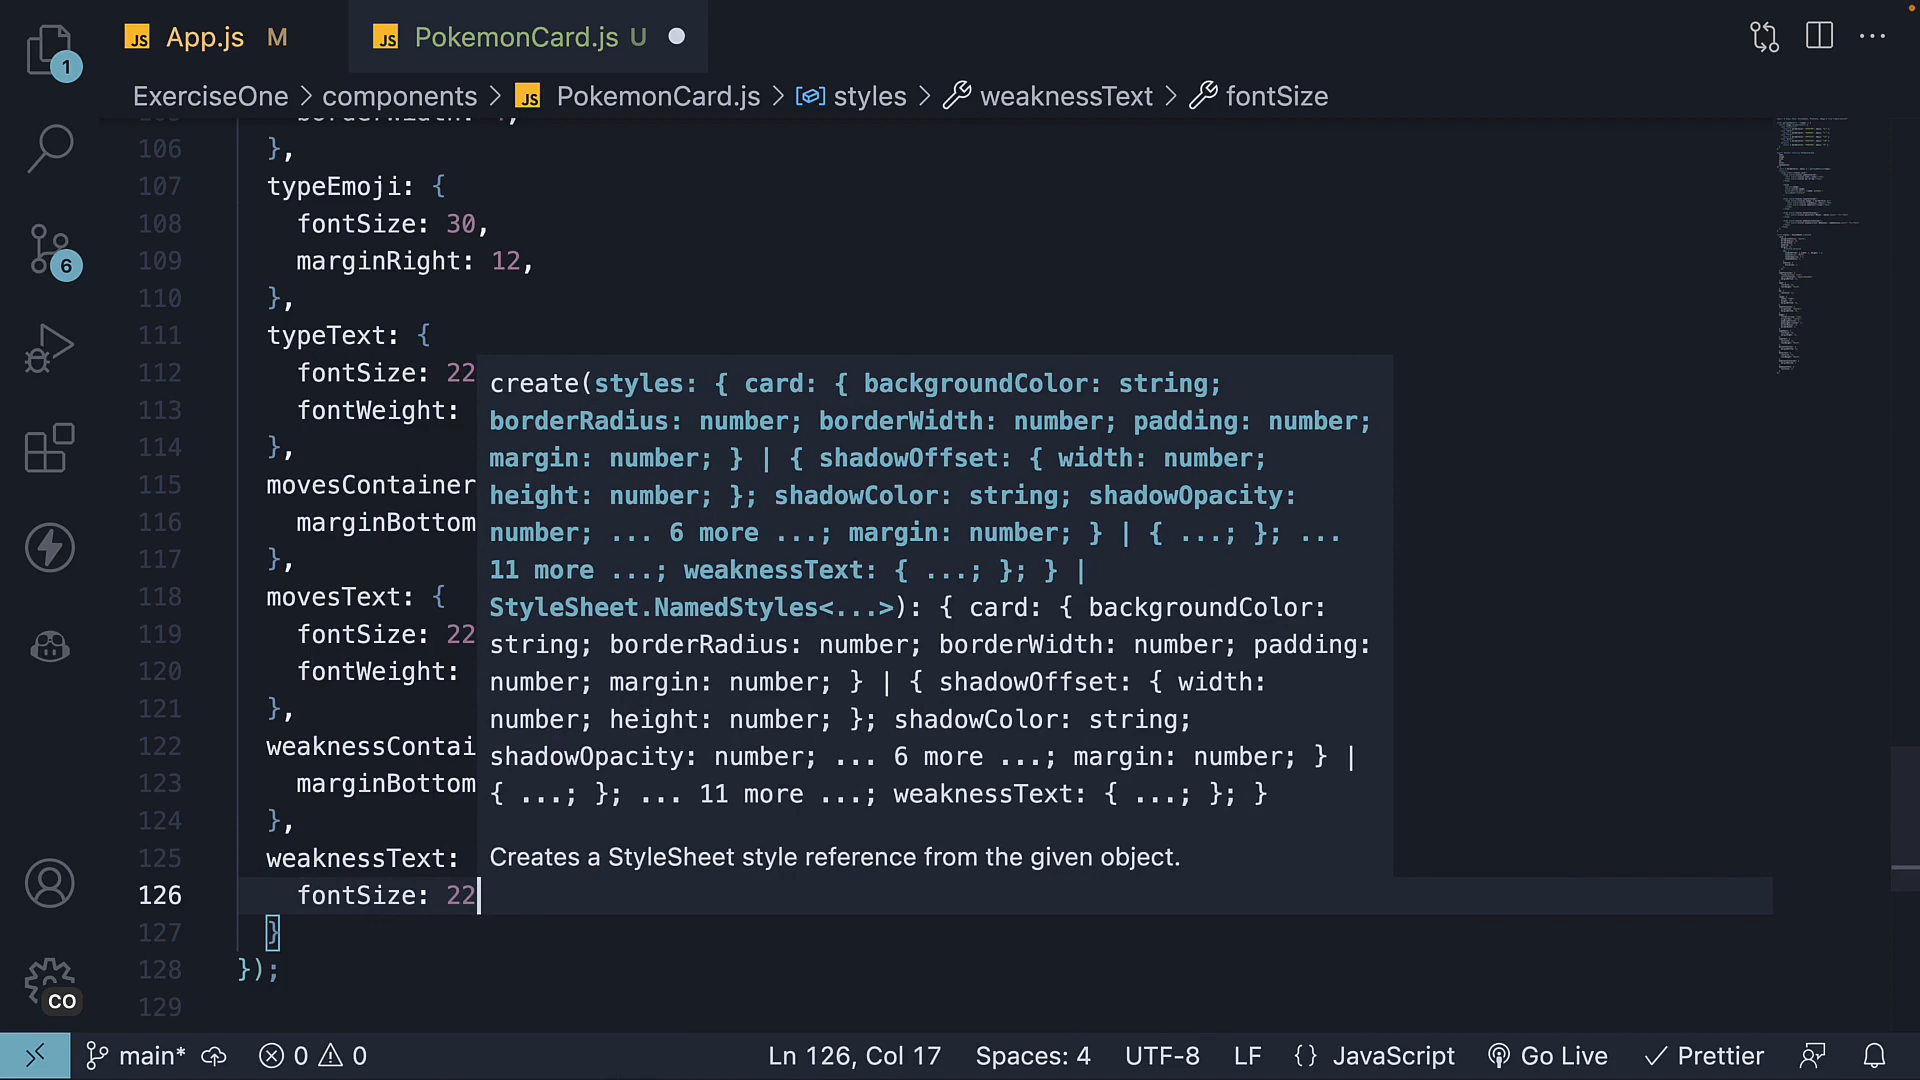 JS App.js M
JS PokemonCard.js U
1
ExerciseOne > components > JS PokemonCard.js > styles > weaknessText > fontSize
106 },
107 typeEmoji: {
108 fontSize: 30,
109 marginRight: 12,
110 },
111 typeText: {
112 fontSize: 22
113 fontWeight:
114 },
115 movesContainer
116 marginBottom
117 },
118 movesText: {
119 fontSize: 22
120 fontWeight:
121 },
122 weaknessContai
123 marginBottom
124 },
125 weaknessText:
126 fontSize: 22
127 }
128 });
129
create(styles: { card: { backgroundColor: string;
borderRadius: number; borderWidth: number; padding: number;
margin: number; } | { shadowOffset: { width: number;
height: number; }; shadowColor: string; shadowOpacity:
number; ... 6 more ...; margin: number; } | { ...; }; ...
11 more ...; weaknessText: { ...; }; } |
StyleSheet.NamedStyles<...>): { card: { backgroundColor:
string; borderRadius: number; borderWidth: number; padding:
number; margin: number; } | { shadowOffset: { width:
number; height: number; }; shadowColor: string;
shadowOpacity: number; ... 6 more ...; margin: number; } |
{ ...; }; ... 11 more ...; weaknessText: { ...; }; }
Creates a StyleSheet style reference from the given object.
6
CO
main* 0 0 Ln 126, Col 17 Spaces: 4 UTF-8 LF {} JavaScript Go Live Prettier